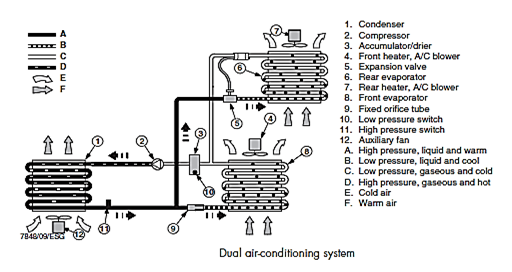 A
B
C
D
E
F
7
6
5
4
3
1
2
8
10
11
9
12
7848/09/ESG
1. Condenser
2. Compressor
3. Accumulator/drier
4. Front heater, A/C blower
5. Expansion valve
6. Rear evaporator
7. Rear heater, A/C blower
8. Front evaporator
9. Fixed orifice tube
10. Low pressure switch
11. High pressure switch
12. Auxiliary fan
A. High pressure, liquid and warm
B. Low pressure, liquid and cool
C. Low pressure, gaseous and cold
D. High pressure, gaseous and hot
E. Cold air
F. Warm air
Dual air-conditioning system